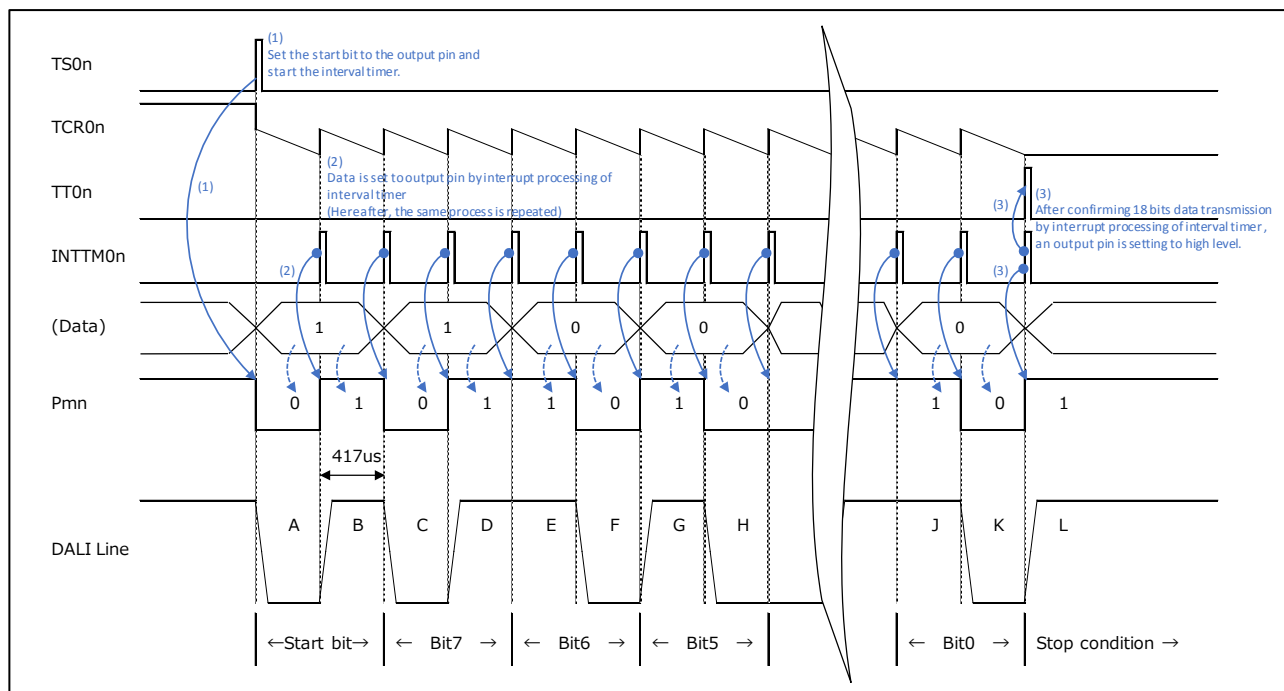 (1)
Set the start bit to the output pin and
start the interval timer.
TS0n
TCR0n
(1)
(2)
Data is set to output pin by interrupt processing of
interval timer
(Hereafter, the same process is repeated)
TT0n
(3)
(3)
After confirming 18 bits data transmission
by interrupt processing of interval timer ,
an output pin is setting to high level.
INTTM0n
(2)
(3)
(Data) 1 1 0 0 0
Pmn 0 1 0 1 1 0 1 0 1 0 1
417us
A B C D E F G H J K L
DALI Line
←Start bit→ ← Bit7 → ← Bit6 → ← Bit5 → ← Bit0 → Stop condition →